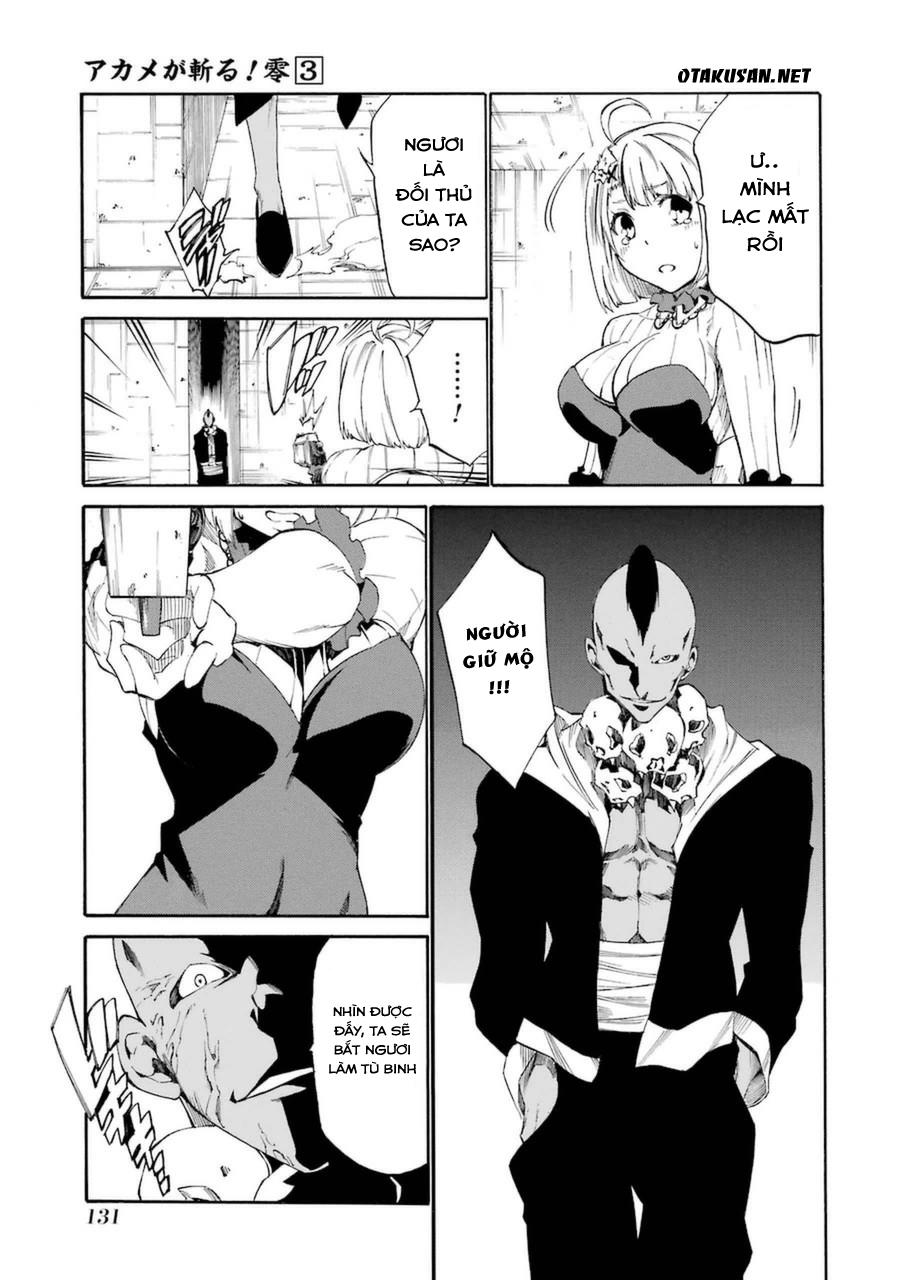 アカメが斬る!零3
OTAKUSAN.NET
Ư..
MÌNH
LẠC MẤT
RỒI
NGƯƠI
LÀ
ĐỐI THỦ
CỦA TA
SAO?
......!
NGƯỜI
GIỮ MỘ
!!!
NHÌN ĐƯỢC
ĐẤY, TA SẼ
BẮT NGƯƠI
LÀM TÙ BINH
131